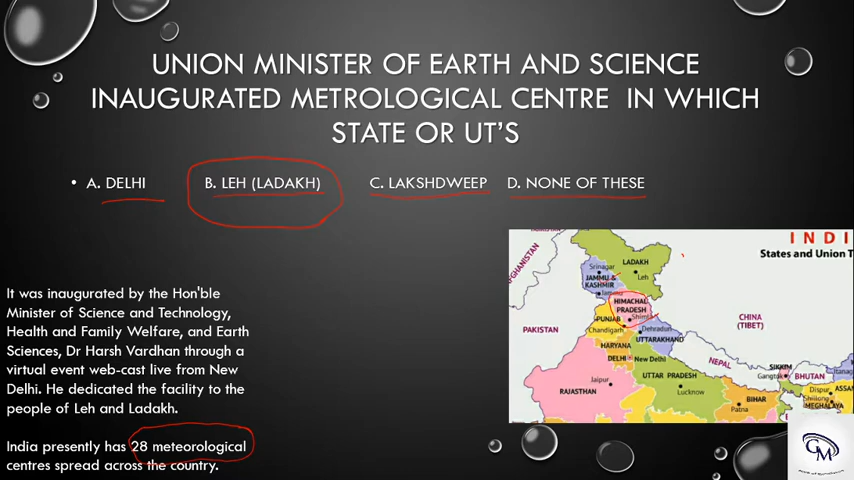 UNION MINISTER OF EARTH AND SCIENCE
INAUGURATED METROLOGICAL CENTRE IN WHICH
STATE OR UT'S
• A. DELHI B. LEH (LADAKH) C. LAKSHDWEEP D. NONE OF THESE
It was inaugurated by the Hon'ble
Minister of Science and Technology,
Health and Family Welfare, and Earth
Sciences, Dr Harsh Vardhan through a
virtual event web-cast live from New
Delhi. He dedicated the facility to the
people of Leh and Ladakh.
India presently has 28 meteorological
centres spread across the country.
INDI
States and Union T
GHANISTAN
LADAKH
Srinagar
Leh
JAMMU &
KASHMIR
Jammu
HIMACHAL
PRADESH
Shimla
PUNJAB
Chandigarh
Dehradun
UTTARAKHAND
HARYANA
DELHI
New Delhi
PAKISTAN
CHINA
(TIBET)
NEPAL
SIKKIM
Gangtok
BHUTAN
Itanag
UTTAR PRADESH
Jaipur
Lucknow
RAJASTHAN
BIHAR
Patna
Dispur
ASSA
Shillong
MEGHALAYA
GM